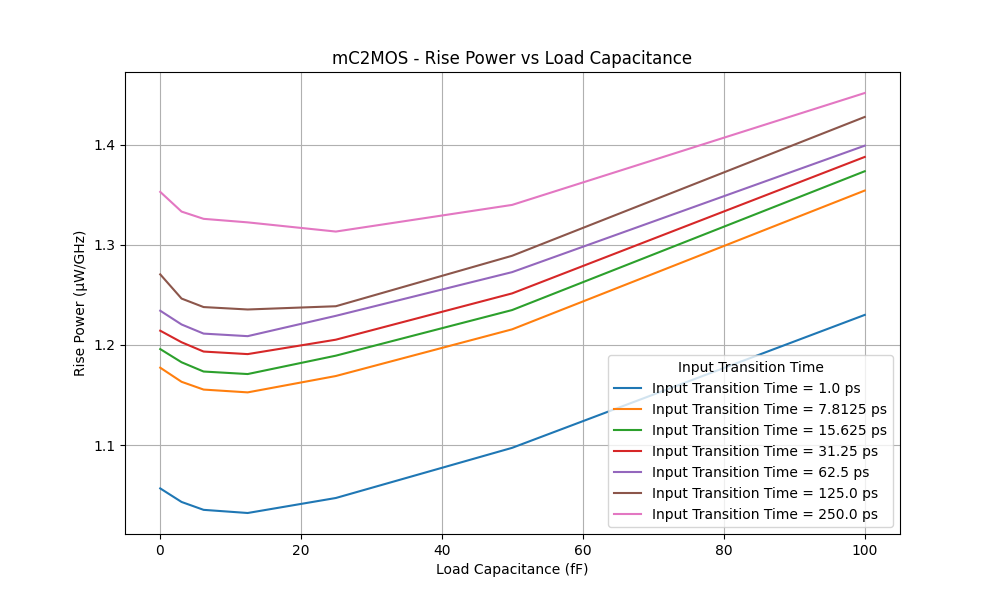 mC2MOS - Rise Power vs Load Capacitance
Rise Power (μW/GHz)
1.4
1.3
1.2
1.1
0
20
40
60
80
100
Load Capacitance (fF)
Input Transition Time
Input Transition Time = 1.0 ps
Input Transition Time = 7.8125 ps
Input Transition Time = 15.625 ps
Input Transition Time = 31.25 ps
Input Transition Time = 62.5 ps
Input Transition Time = 125.0 ps
Input Transition Time = 250.0 ps